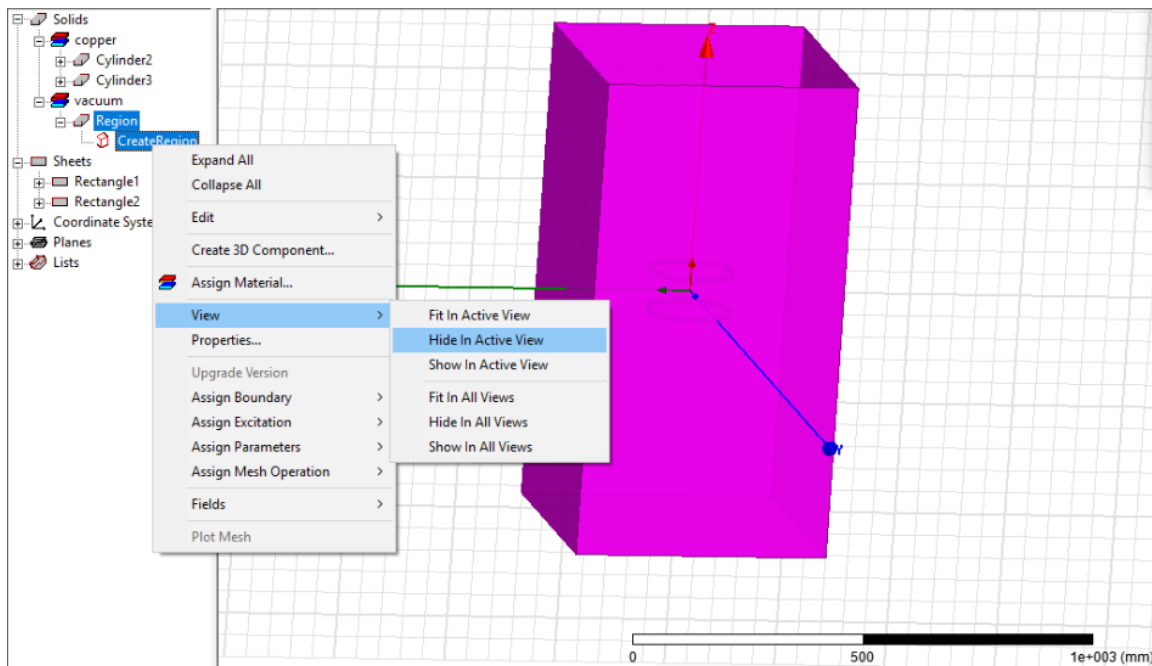 Solids
copper
Cylinder2
Cylinder3
vacuum
Region
CreateRegion
Sheets
Rectangle1
Rectangle2
Coordinate Syste
Planes
Lists
Expand All
Collapse All
Edit
Create 3D Component...
Assign Material...
View
Properties...
Upgrade Version
Assign Boundary
Assign Excitation
Assign Parameters
Assign Mesh Operation
Fields
Plot Mesh
Fit In Active View
Hide In Active View
Show In Active View
Fit In All Views
Hide In All Views
Show In All Views
Z
Y
0 500 1e+003 (mm)